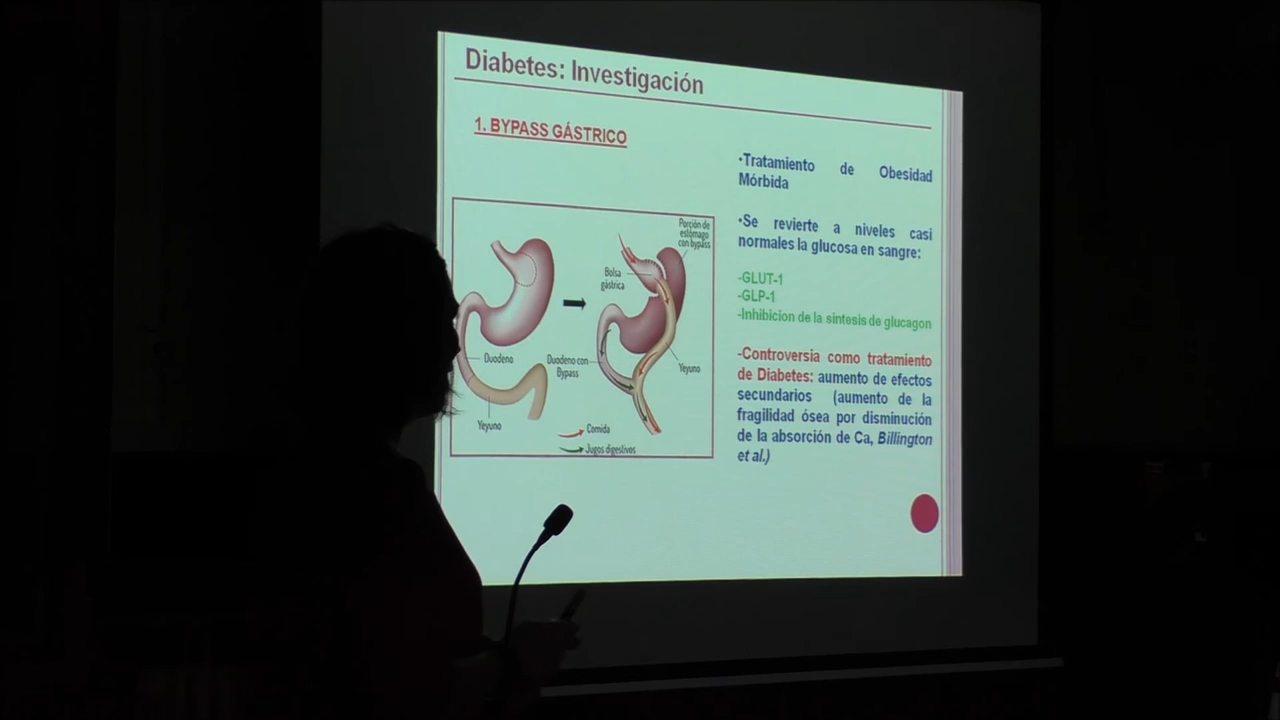 Diabetes: Investigación
1. BYPASS GÁSTRICO
Porción de
estómago
con bypass
Bolsa
gástrica
Duodeno
Duodeno con
Bypass
Yeyuno
Yeyuno
Comida
Jugos digestivos
•Tratamiento de Obesidad
Mórbida
•Se revierte a niveles casi
normales la glucosa en sangre:
-GLUT-1
-GLP-1
-Inhibicion de la síntesis de glucagon
-Controversia como tratamiento
de Diabetes: aumento de efectos
secundarios (aumento de la
fragilidad ósea por disminución
de la absorción de Ca, Billington
et al.)